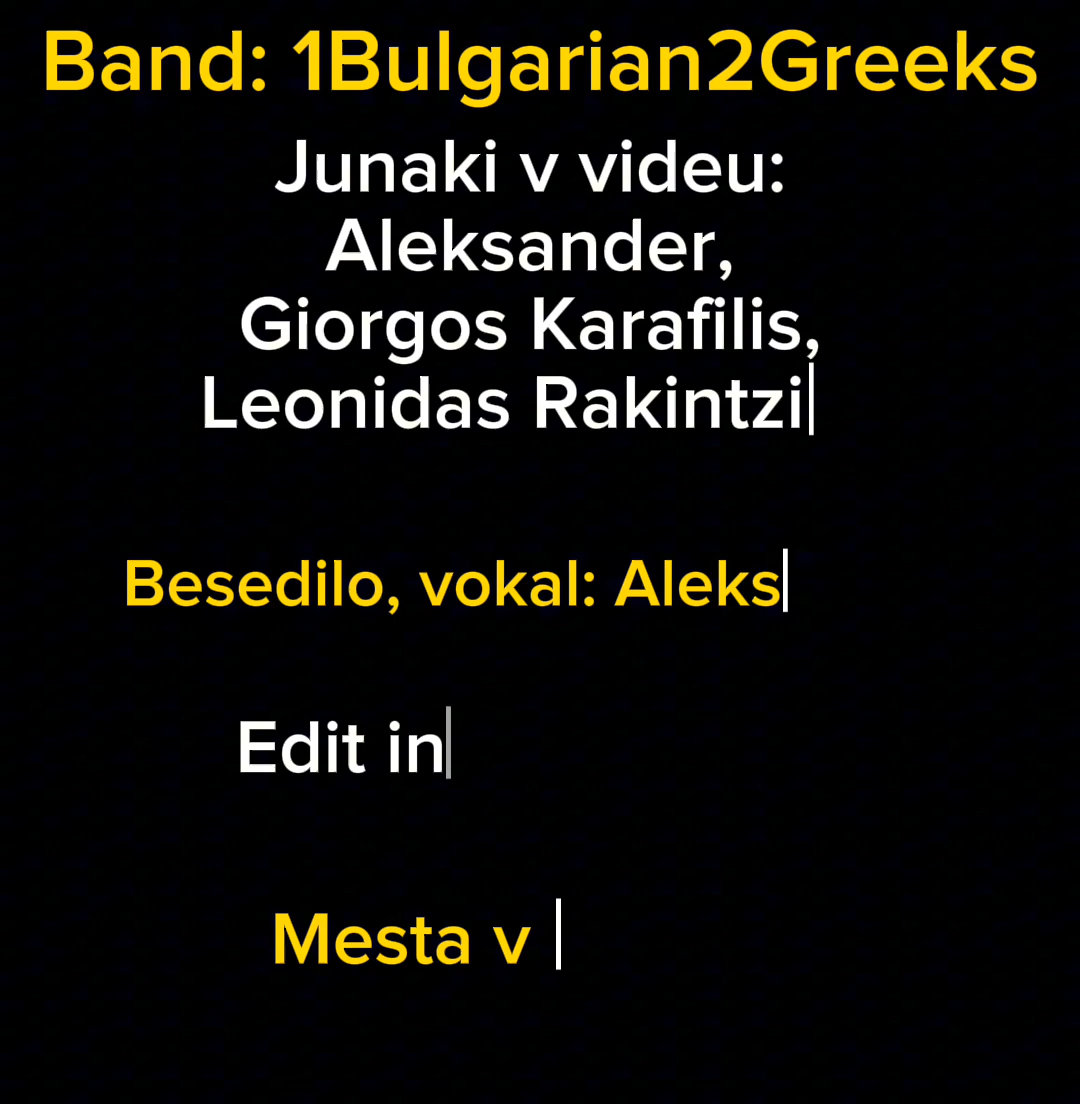 Band: 1Bulgarian2Greeks
Junaki v videu:
Aleksander,
Giorgos Karafilis,
Leonidas Rakintzi
Besedilo, vokal: Aleks
Edit in
Mesta v